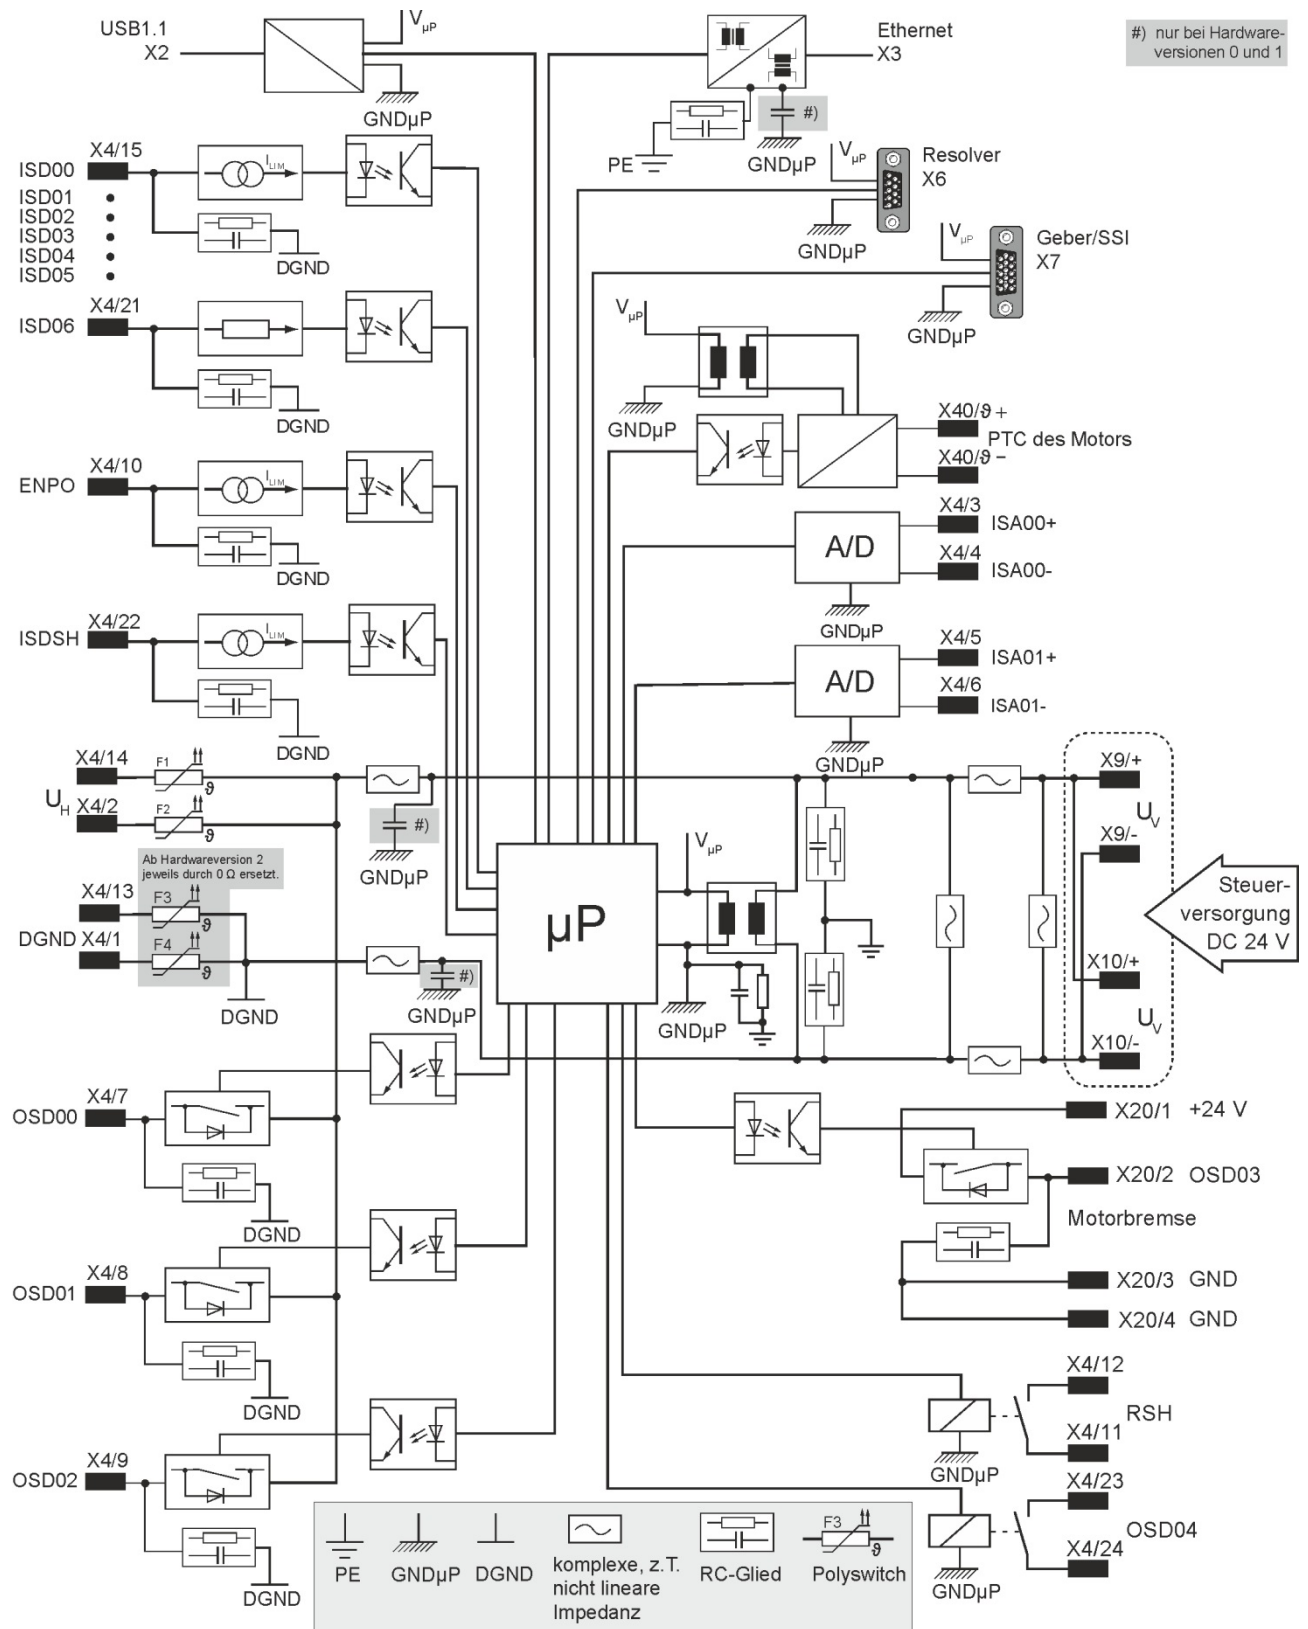 USB1.1
X2
VµP
GNDµP
Ethernet
X3
#) nur bei Hardware-
versionen 0 und 1
#)
PE
GNDµP
X4/15
ISD00
ILIM
ISD01
ISD02
ISD03
ISD04
ISD05
DGND
VµP
Resolver
X6
GNDµP
VµP
Geber/SSI
X7
GNDµP
X4/21
ISD06
DGND
VµP
GNDµP
X40/ϑ +
PTC des Motors
X40/ϑ −
X4/10
ENPO
ILIM
DGND
X4/3
ISA00+
A/D
X4/4
ISA00-
GNDµP
X4/22
ISDSH
ILIM
DGND
X4/5
ISA01+
A/D
X4/6
ISA01-
GNDµP
X4/14
F1
ϑ
UH
X4/2
F2
ϑ
#)
GNDµP
Ab Hardwareversion 2
jeweils durch 0 Ω ersetzt.
X4/13
F3
ϑ
DGND
X4/1
F4
ϑ
DGND
#)
GNDµP
µP
VµP
GNDµP
X9/+
UV
X9/-
X10/+
UV
X10/-
Steuer-
versorgung
DC 24 V
X4/7
OSD00
DGND
X20/1 +24 V
X20/2 OSD03
Motorbremse
X20/3 GND
X20/4 GND
X4/8
OSD01
DGND
X4/12
RSH
X4/11
GNDµP
X4/9
OSD02
DGND
X4/23
OSD04
X4/24
GNDµP
PE
GNDµP
DGND
komplexe, z.T.
nicht lineare
Impedanz
RC-Glied
F3
ϑ
Polyswitch